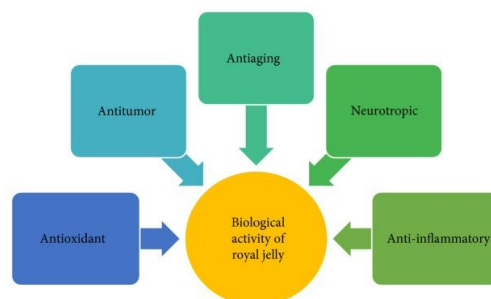 Antiaging
Antitumor
Neurotropic
Antioxidant
Biological
activity of
royal jelly
Anti-inflammatory